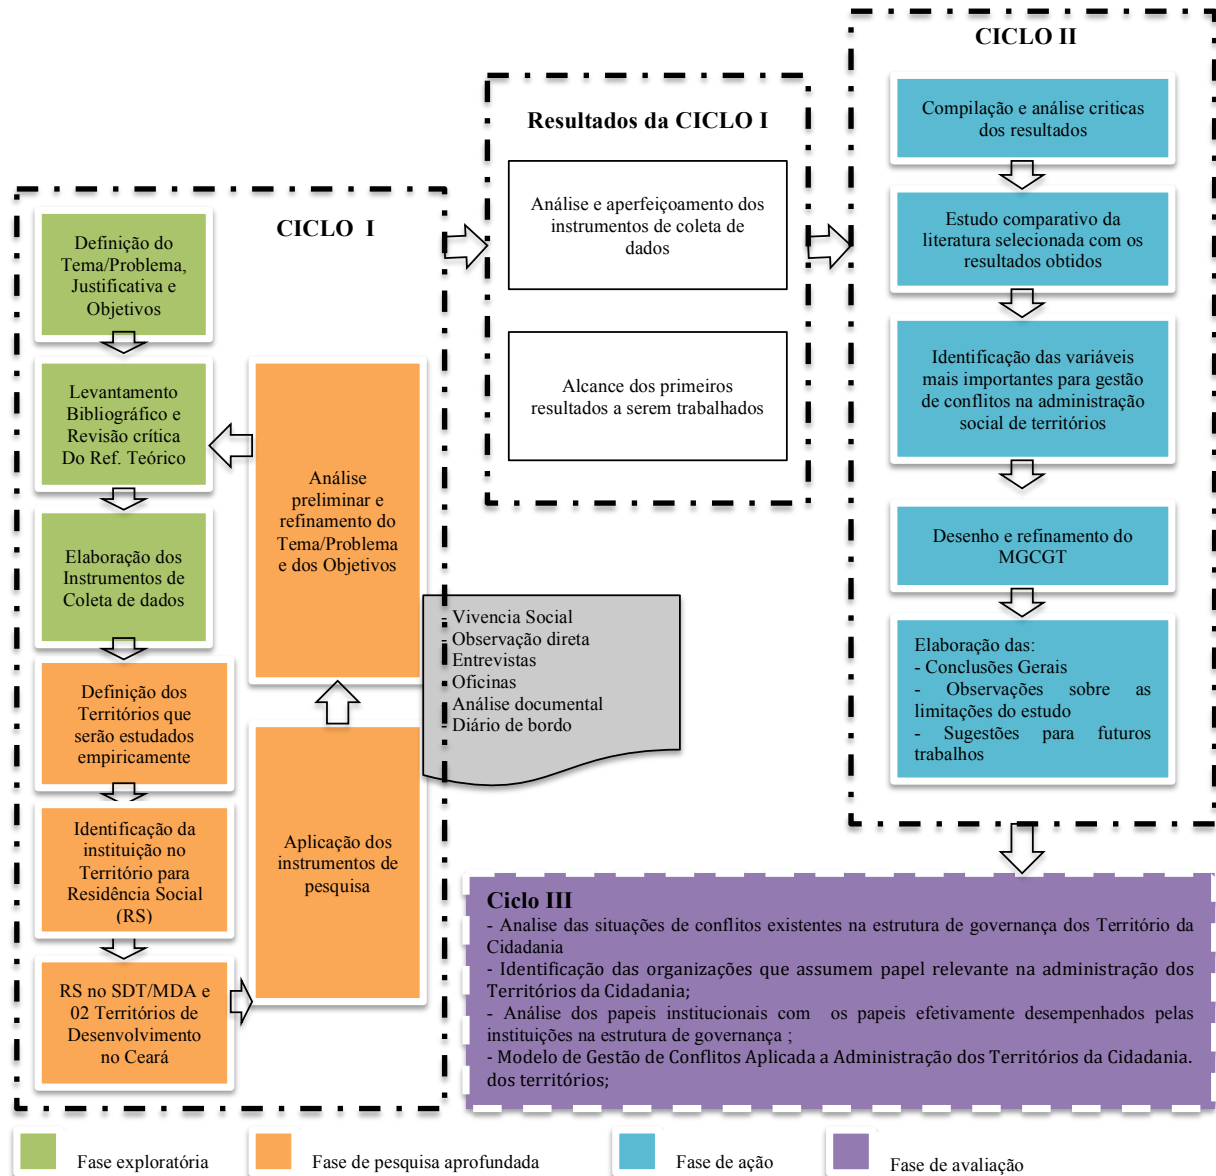 CICLO I
Definição do
Tema/Problema,
Justificativa e
Objetivos
Levantamento
Bibliográfico e
Revisão crítica
Do Ref. Teórico
Elaboração dos
Instrumentos de
Coleta de dados
Definição dos
Territórios que
serão estudados
empiricamente
Identificação da
instituição no
Território para
Residência Social
(RS)
RS no SDT/MDA e
02 Territórios de
Desenvolvimento
no Ceará
Aplicação dos
instrumentos de
pesquisa
Análise
preliminar e
refinamento do
Tema/Problema
e dos Objetivos
- Vivencia Social
- Observação direta
- Entrevistas
- Oficinas
- Análise documental
- Diário de bordo
Resultados da CICLO I
Análise e aperfeiçoamento dos
instrumentos de coleta de
dados
Alcance dos primeiros
resultados a serem trabalhados
CICLO II
Compilação e análise criticas
dos resultados
Estudo comparativo da
literatura selecionada com os
resultados obtidos
Identificação das variáveis
mais importantes para gestão
de conflitos na administração
social de territórios
Desenho e refinamento do
MGCGT
Elaboração das:
- Conclusões Gerais
- Observações sobre as
limitações do estudo
- Sugestões para futuros
trabalhos
Ciclo III
- Analise das situações de conflitos existentes na estrutura de governança dos Território da
Cidadania
- Identificação das organizações que assumem papel relevante na administração dos
Territórios da Cidadania;
- Análise dos papeis institucionais com os papeis efetivamente desempenhados pelas
instituições na estrutura de governança ;
- Modelo de Gestão de Conflitos Aplicada a Administração dos Territórios da Cidadania.
dos territórios;
Fase exploratória
Fase de pesquisa aprofundada
Fase de ação
Fase de avaliação